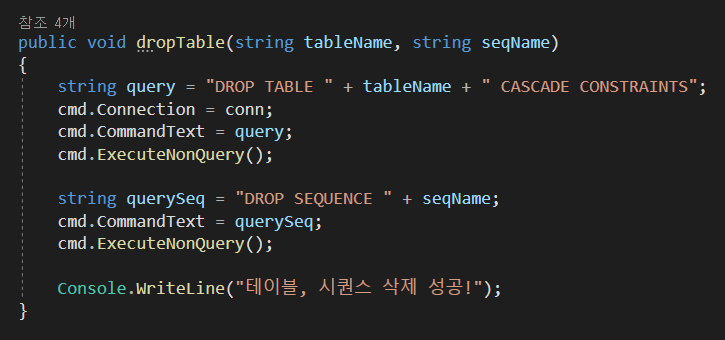 참조 4개
public void dropTable(string tableName, string seqName)
{
    string query = "DROP TABLE " + tableName + " CASCADE CONSTRAINTS";
    cmd.Connection = conn;
    cmd.CommandText = query;
    cmd.ExecuteNonQuery();

    string querySeq = "DROP SEQUENCE " + seqName;
    cmd.CommandText = querySeq;
    cmd.ExecuteNonQuery();

    Console.WriteLine("테이블, 시퀀스 삭제 성공!");
}